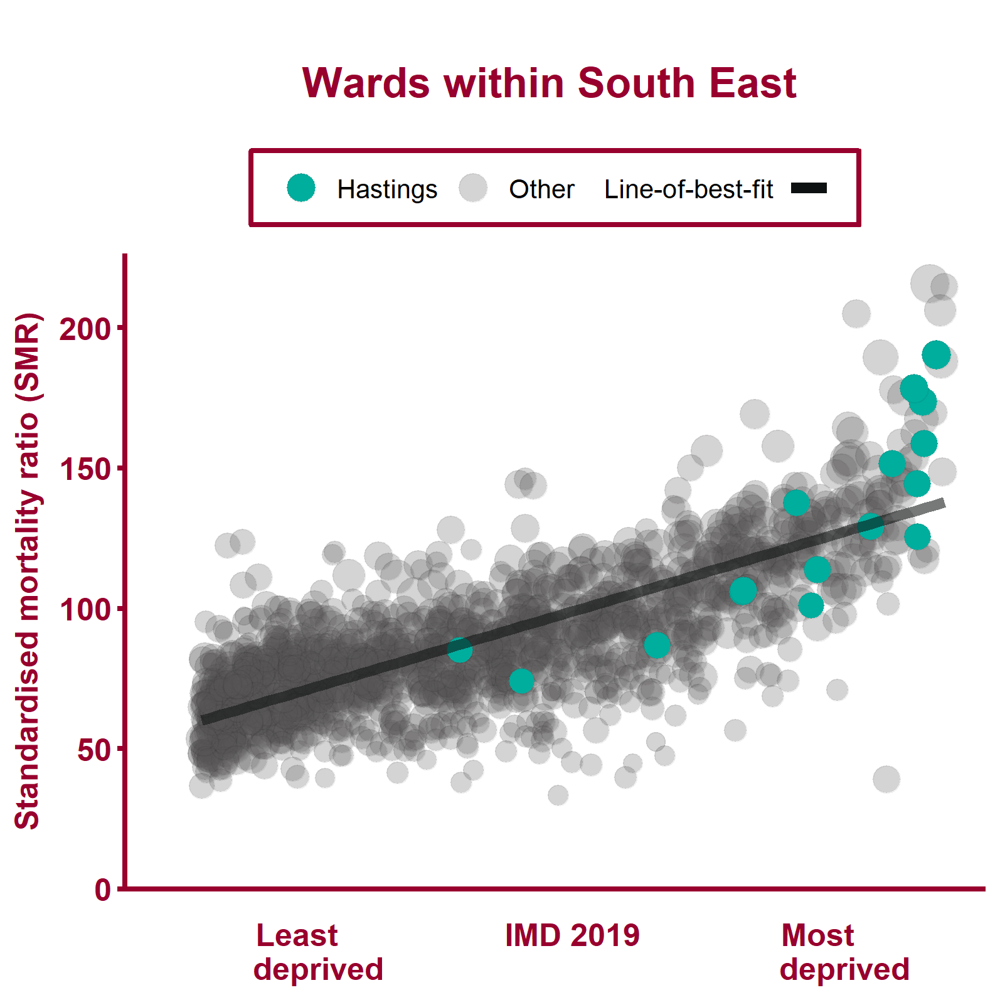 Wards within South East
Hastings Other Line-of-best-fit
Standardised mortality ratio (SMR)
200
150
100
50
0
Least deprived
IMD 2019
Most deprived